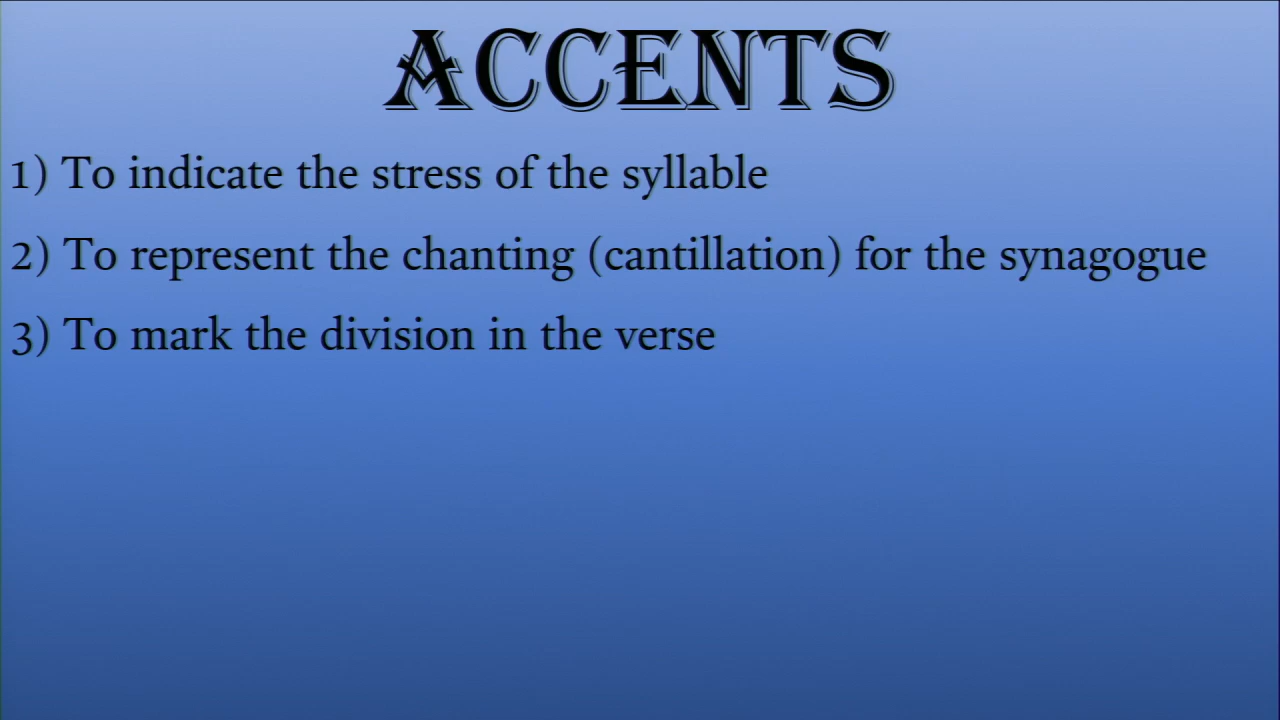 ACCENTS
1) To indicate the stress of the syllable
2) To represent the chanting (cantillation) for the synagogue
3) To mark the division in the verse